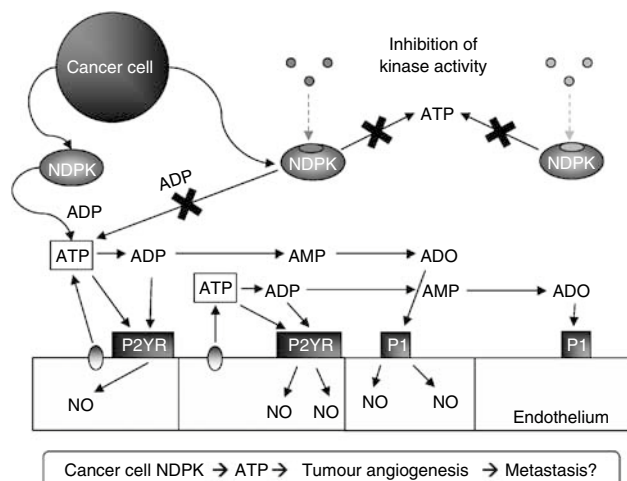 Cancer cell
Inhibition of
kinase activity
ATP
NDPK
NDPK
NDPK
ADP
ADP
ATP → ADP → AMP → ADO
ATP → ADP → AMP → ADO
P2YR
P2YR
P1
P1
NO
NO NO
NO NO
Endothelium
Cancer cell NDPK → ATP → Tumour angiogenesis → Metastasis?